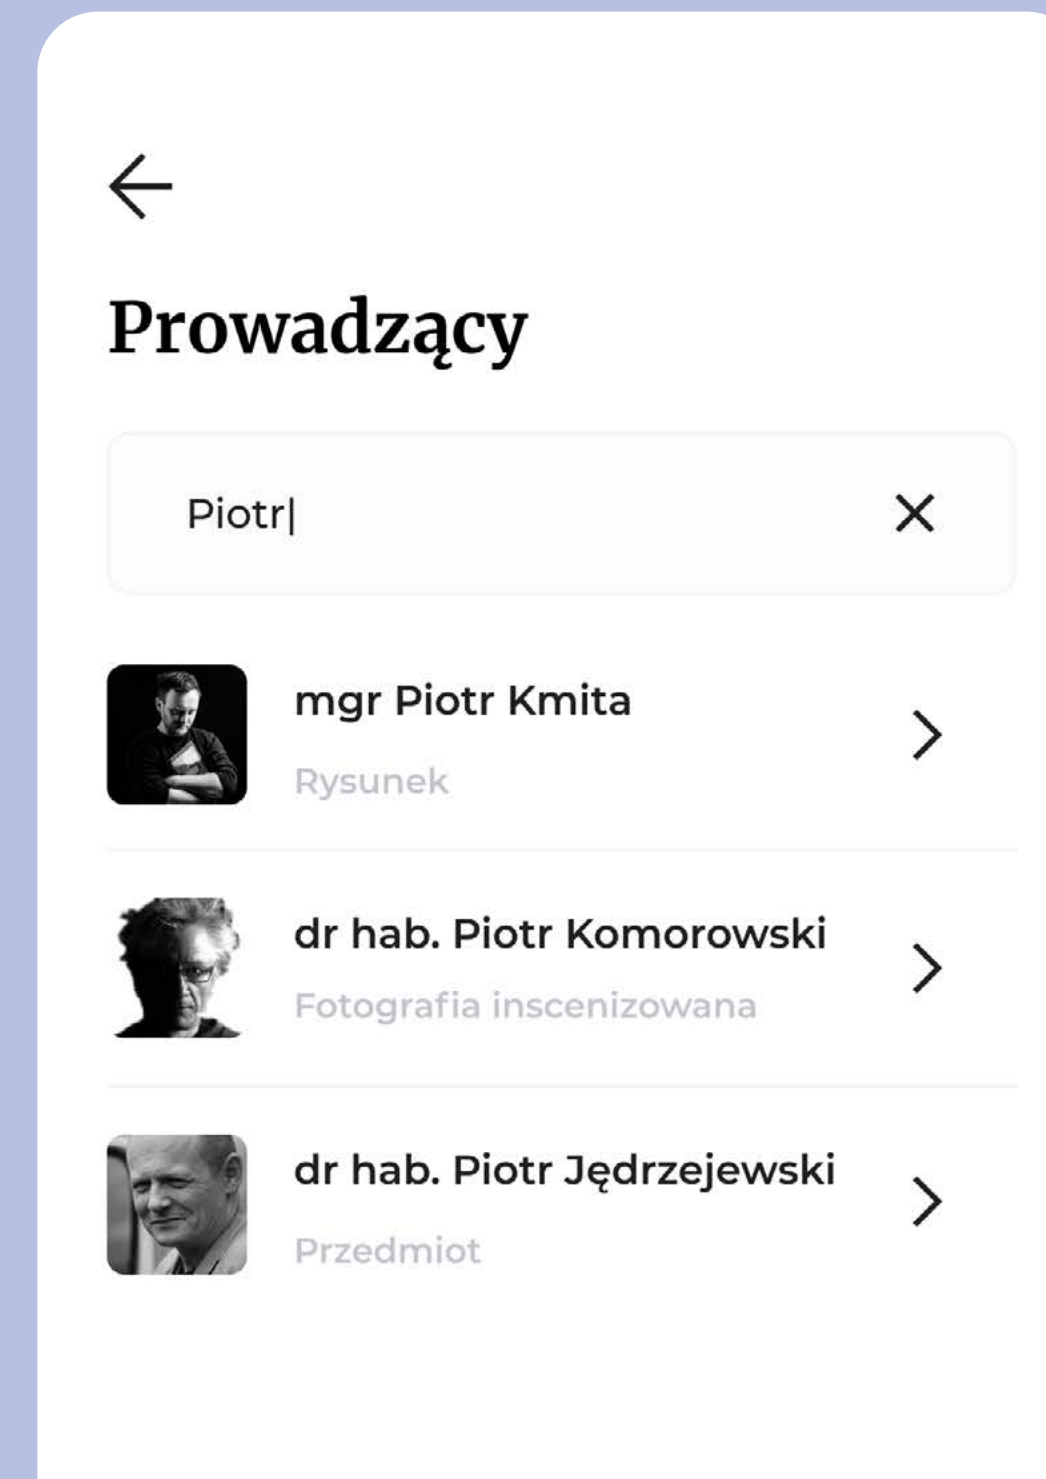 Prowadzący
Piotr
mgr Piotr Kmita
Rysunek
dr hab. Piotr Komorowski
Fotografia inscenizowana
dr hab. Piotr Jędrzejewski
Przedmiot